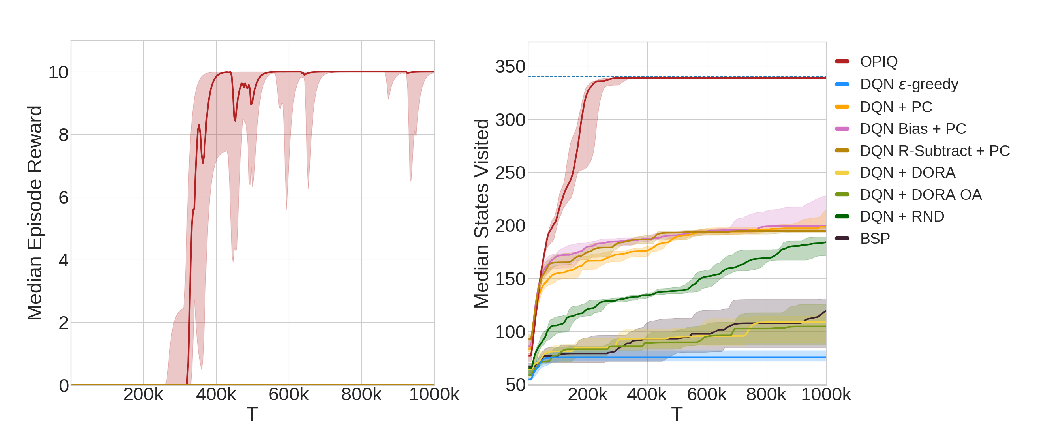 Median Episode Reward
10
8
6
4
2
0
200k 400k 600k 800k 1000k
T
Median States Visited
350
300
250
200
150
100
50
200k 400k 600k 800k 1000k
T
OPIQ
DQN ε-greedy
DQN + PC
DQN Bias + PC
DQN R-Subtract + PC
DQN + DORA
DQN + DORA OA
DQN + RND
BSP